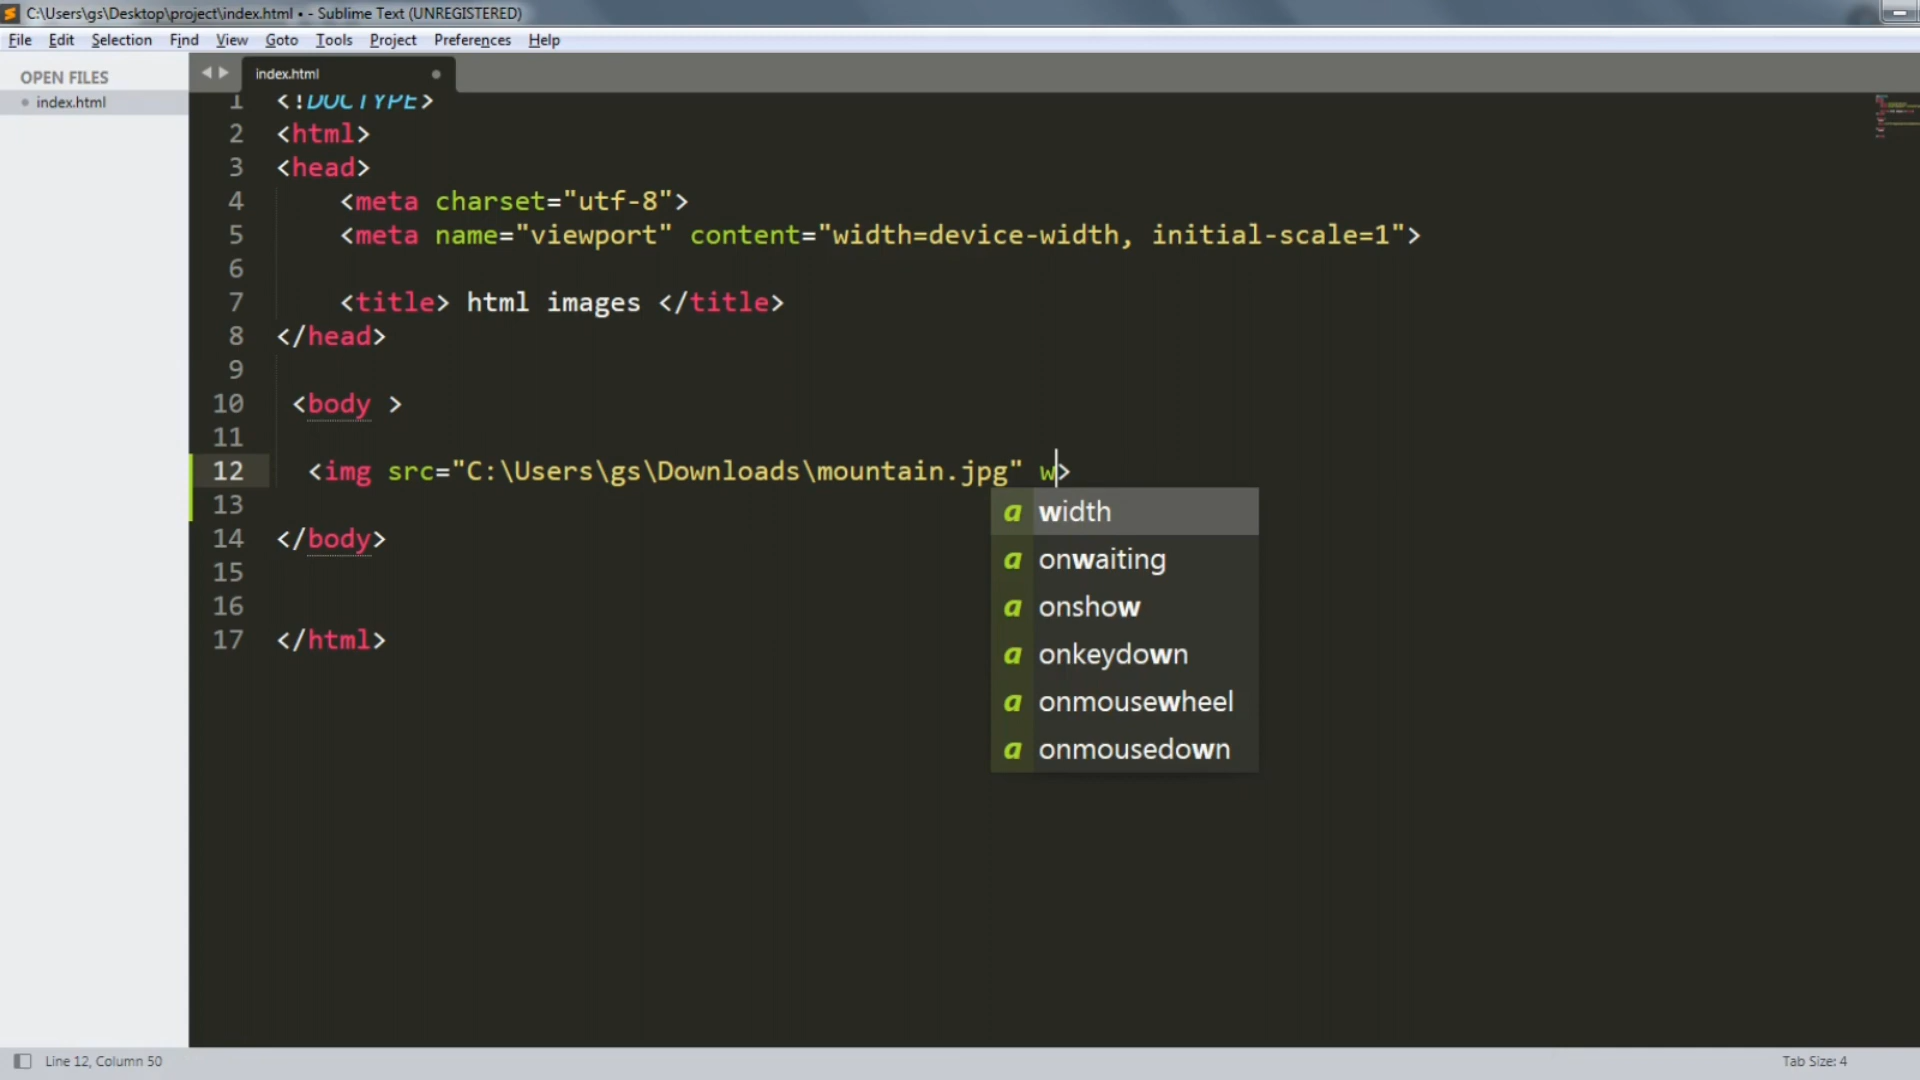 C:\Users\gs\Desktop\project\index.html • - Sublime Text (UNREGISTERED)
File Edit Selection Find View Goto Tools Project Preferences Help
OPEN FILES
index.html
index.html
1 <!DOCTYPE>
2 <html>
3 <head>
4 <meta charset="utf-8">
5 <meta name="viewport" content="width=device-width, initial-scale=1">
6
7 <title> html images </title>
8 </head>
9
10 <body >
11
12 <img src="C:\Users\gs\Downloads\mountain.jpg" w>
13
a width
a onwaiting
a onshow
a onkeydown
a onmousewheel
a onmousedown
14 </body>
15
16
17 </html>
Line 12, Column 50
Tab Size: 4